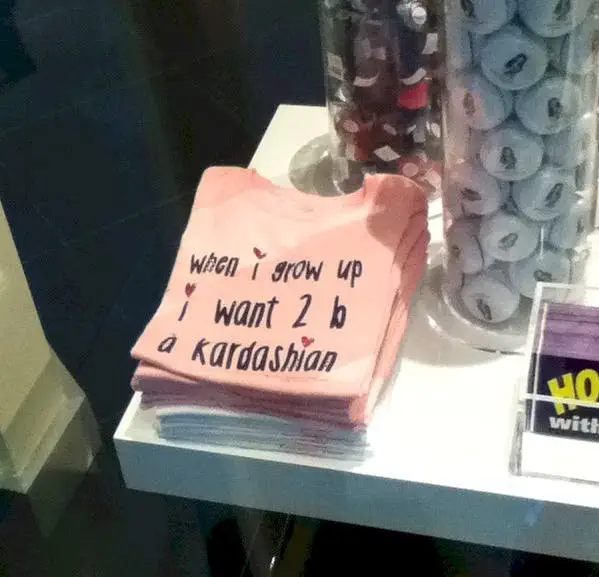 when i grow up
i want 2 b
a kardashian
HO
with